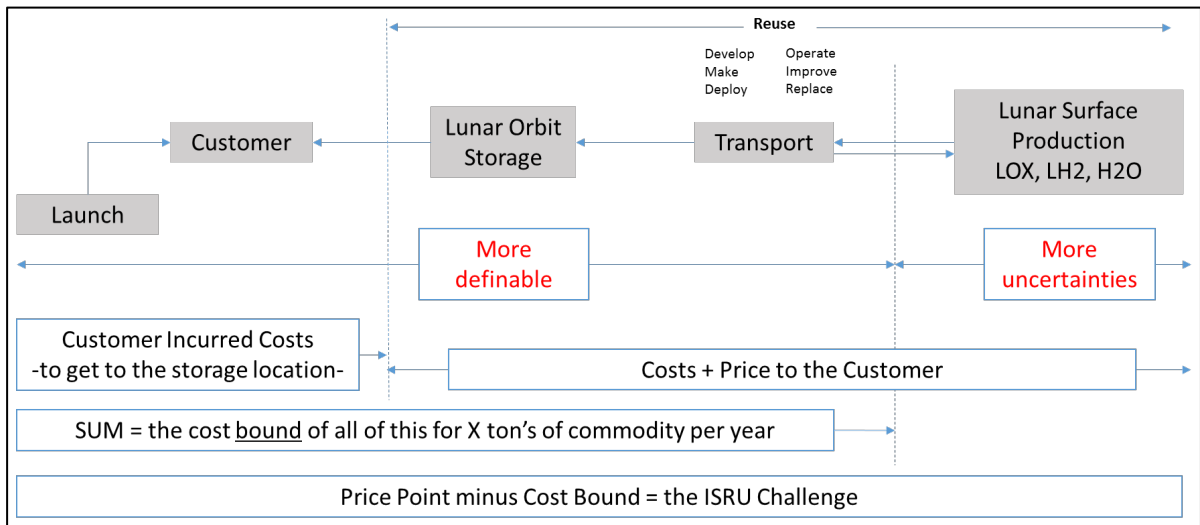 Reuse
Develop
Make
Deploy
Operate
Improve
Replace
Launch
Customer
Lunar Orbit
Storage
Transport
Lunar Surface
Production
LOX, LH2, H2O
More
definable
More
uncertainties
Customer Incurred Costs
-to get to the storage location-
Costs + Price to the Customer
SUM = the cost bound of all of this for X ton's of commodity per year
Price Point minus Cost Bound = the ISRU Challenge